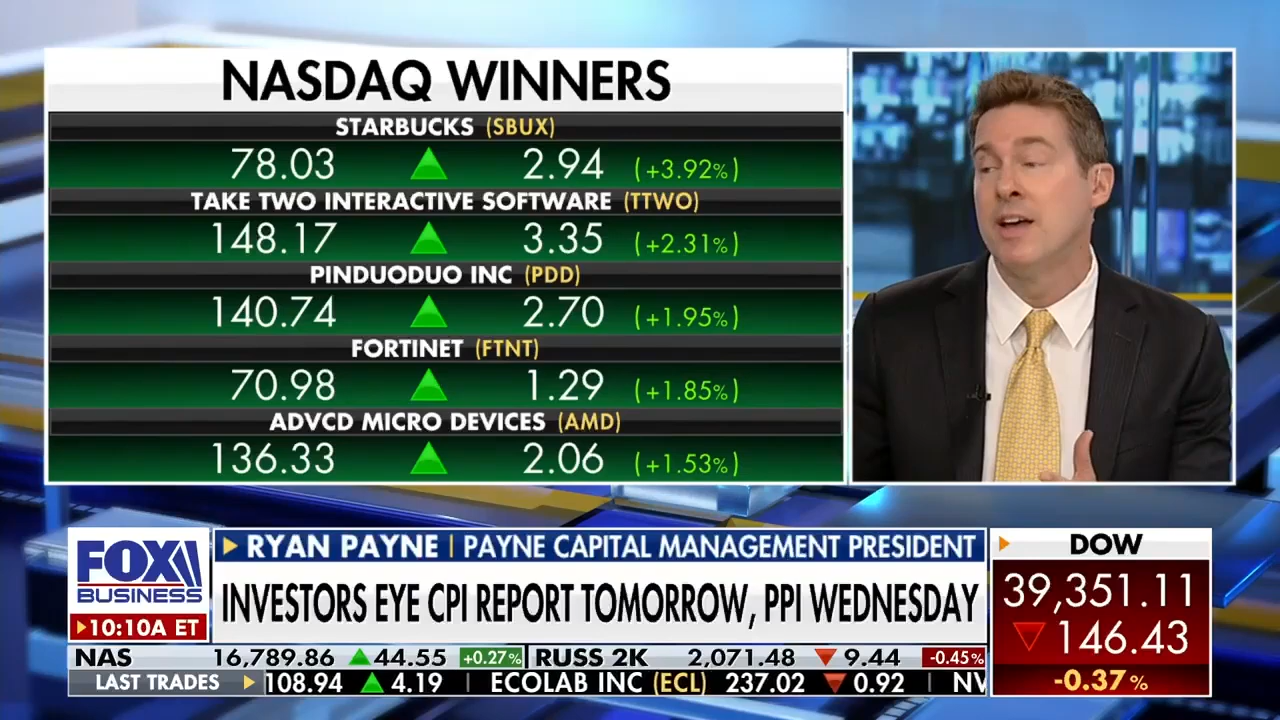 NASDAQ WINNERS
STARBUCKS (SBUX)
78.03 ▲ 2.94 (+3.92%)
TAKE TWO INTERACTIVE SOFTWARE (TTWO)
148.17 ▲ 3.35 (+2.31%)
PINDUODUO INC (PDD)
140.74 ▲ 2.70 (+1.95%)
FORTINET (FTNT)
70.98 ▲ 1.29 (+1.85%)
ADVCD MICRO DEVICES (AMD)
136.33 ▲ 2.06 (+1.53%)
FOX
BUSINESS
10:10A ET
RYAN PAYNE | PAYNE CAPITAL MANAGEMENT PRESIDENT
INVESTORS EYE CPI REPORT TOMORROW, PPI WEDNESDAY
DOW
39,351.11
▼ 146.43
-0.37%
NAS 16,789.86 ▲ 44.55 +0.27% RUSS 2K 2,071.48 ▼ 9.44 -0.45%
LAST TRADES 108.94 ▲ 4.19 | ECOLAB INC (ECL) 237.02 ▼ 0.92 | NV